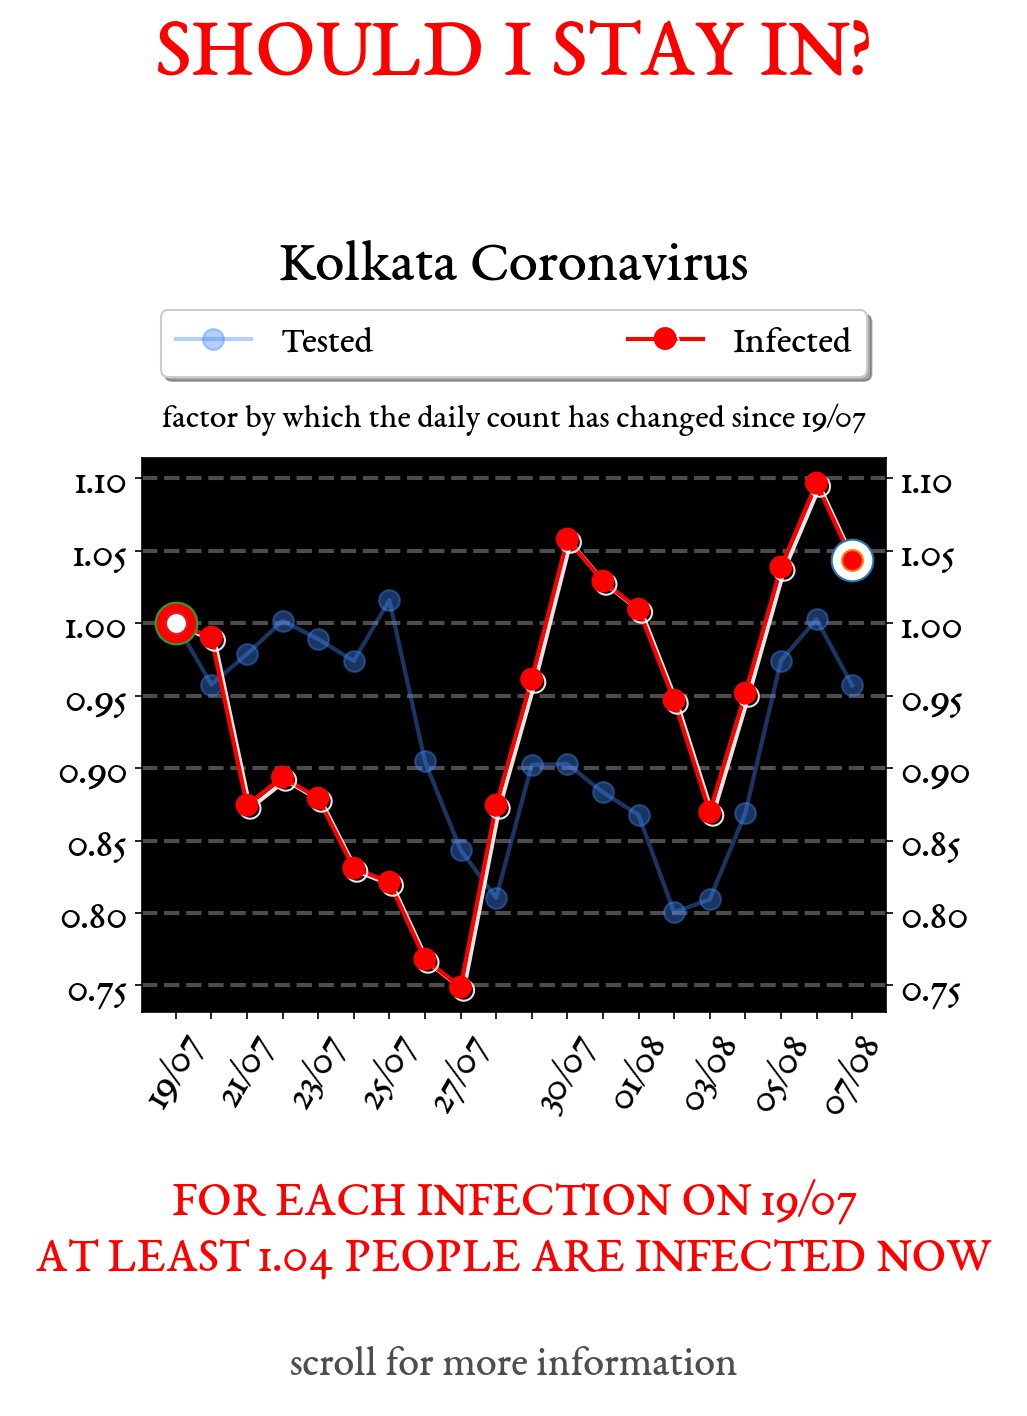 SHOULD I STAY IN?
Kolkata Coronavirus
Tested
Infected
factor by which the daily count has changed since 19/07
1.10 1.10
1.05 1.05
1.00 1.00
0.95 0.95
0.90 0.90
0.85 0.85
0.80 0.80
0.75 0.75
19/07 21/07 23/07 25/07 27/07 30/07 01/08 03/08 05/08 07/08
FOR EACH INFECTION ON 19/07
AT LEAST 1.04 PEOPLE ARE INFECTED NOW
scroll for more information